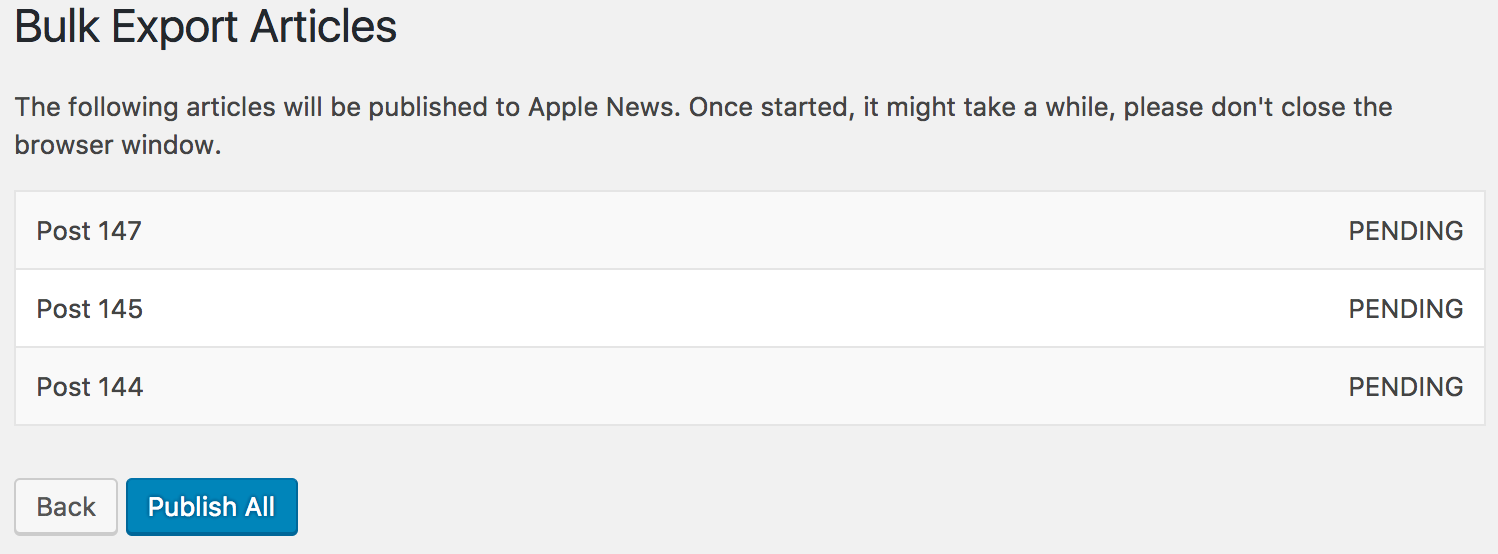 Bulk Export Articles
The following articles will be published to Apple News. Once started, it might take a while, please don't close the
browser window.
Post 147 PENDING
Post 145 PENDING
Post 144 PENDING
Back Publish All